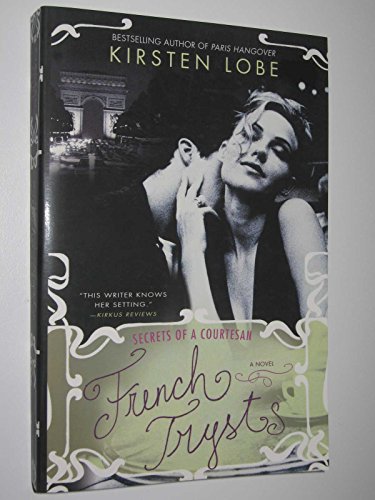 BESTSELLING AUTHOR OF PARIS HANGOVER
KIRSTEN LOBE
"THIS WRITER KNOWS
HER SETTING."
—KIRKUS REVIEWS
SECRETS OF A COURTESAN
French
A NOVEL
Trysts